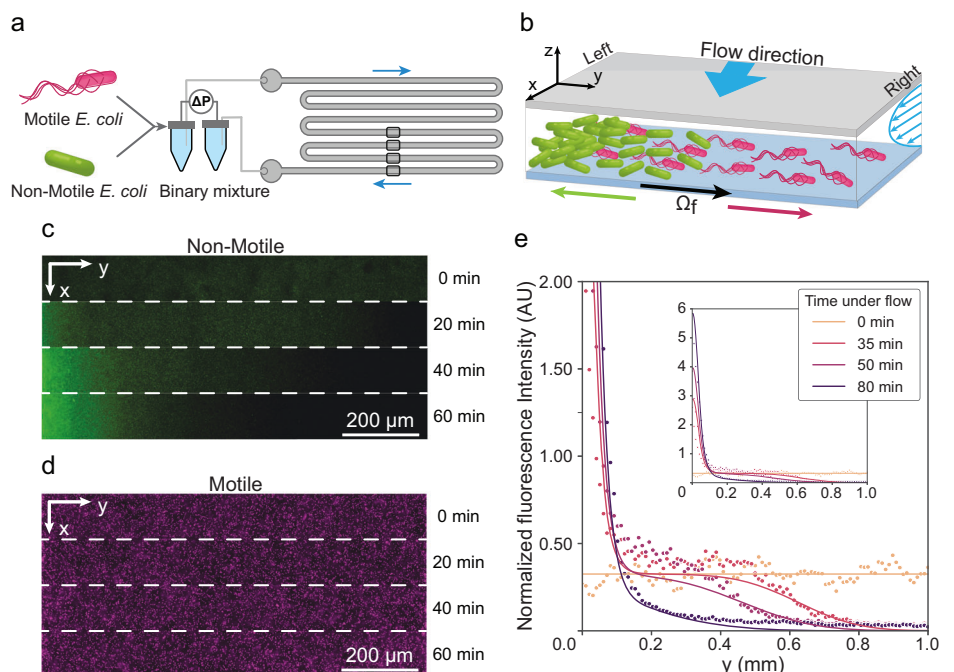 a
ΔP
Motile E. coli
Non-Motile E. coli
Binary mixture
b
z
x
y
Left
Flow direction
Right
Ωf
c
Non-Motile
y
x
0 min
20 min
40 min
60 min
200 μm
d
Motile
y
x
0 min
20 min
40 min
60 min
200 μm
e
Normalized fluorescence Intensity (AU)
2.00
1.50
1.00
0.50
0.0
0.2
0.4
0.6
0.8
1.0
y (mm)
6
5
4
3
2
1
0
0.2
0.4
0.6
0.8
1.0
Time under flow
0 min
35 min
50 min
80 min